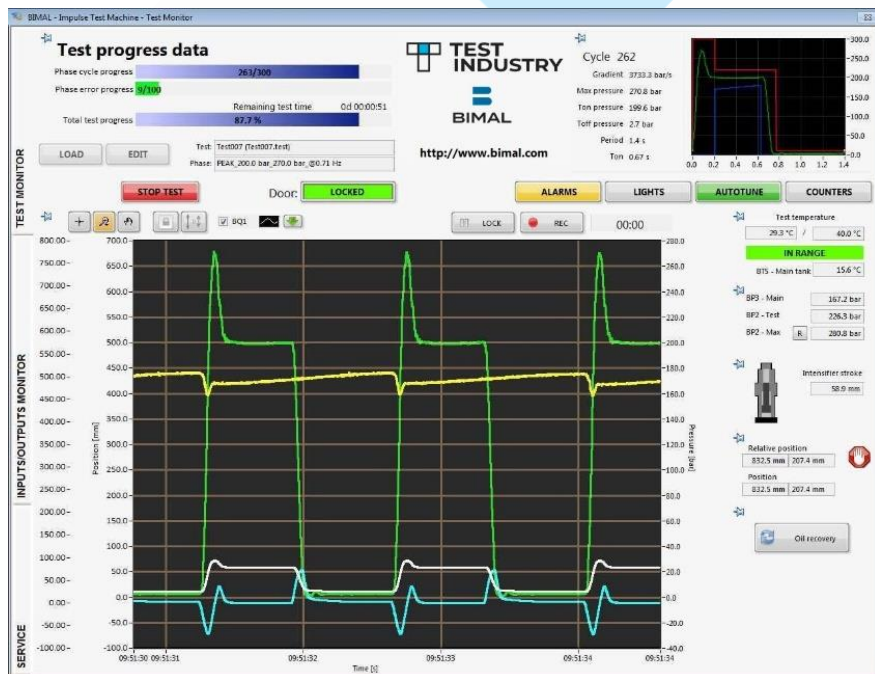 BIMAL - Impulse Test Machine - Test Monitor
Test progress data
Phase cycle progress 263/300
Phase error progress 9/100
Remaining test time 0d 00:00:51
Total test progress 87.7 %
LOAD EDIT
Test: Test007 (Test007.test)
Phase: PEAK_200.0 bar_270.0 bar_@0.71 Hz
TEST INDUSTRY
BIMAL
http://www.bimal.com
Cycle 262
Gradient 3733.3 bar/s
Max pressure 270.8 bar
Ton pressure 199.6 bar
Toff pressure 2.7 bar
Period 1.4 s
Ton 0.67 s
300.0
250.0
200.0
150.0
100.0
50.0
0.0
0.0 0.2 0.4 0.6 0.8 1.0 1.2 1.4
STOP TEST Door: LOCKED ALARMS LIGHTS AUTOTUNE COUNTERS
BQ1 LOCK REC 00:00
TEST MONITOR
INPUTS/OUTPUTS MONITOR
SERVICE
800.00
750.00
700.00
650.00
600.00
550.00
500.00
450.00
400.00
350.00
300.00
250.00
200.00
150.00
100.00
50.00
0.00
-50.00
-100.00
Position [mm]
700.0
650.0
600.0
550.0
500.0
450.0
400.0
350.0
300.0
250.0
200.0
150.0
100.0
50.0
0.0
-50.0
-100.0
280.0
260.0
240.0
220.0
200.0
180.0
160.0
140.0
120.0
100.0
80.0
60.0
40.0
20.0
0.0
-20.0
-40.0
Pressure [bar]
09:51:30 09:51:31 09:51:32 09:51:33 09:51:34 09:51:34
Time [s]
Test temperature
29.3 °C / 40.0 °C
IN RANGE
BTS - Main tank 15.6 °C
BP3 - Main 167.2 bar
BP2 - Test 226.3 bar
BP2 - Max R 280.8 bar
Intensifier stroke
58.9 mm
Relative position
832.5 mm 207.4 mm
Position
832.5 mm 207.4 mm
Oil recovery